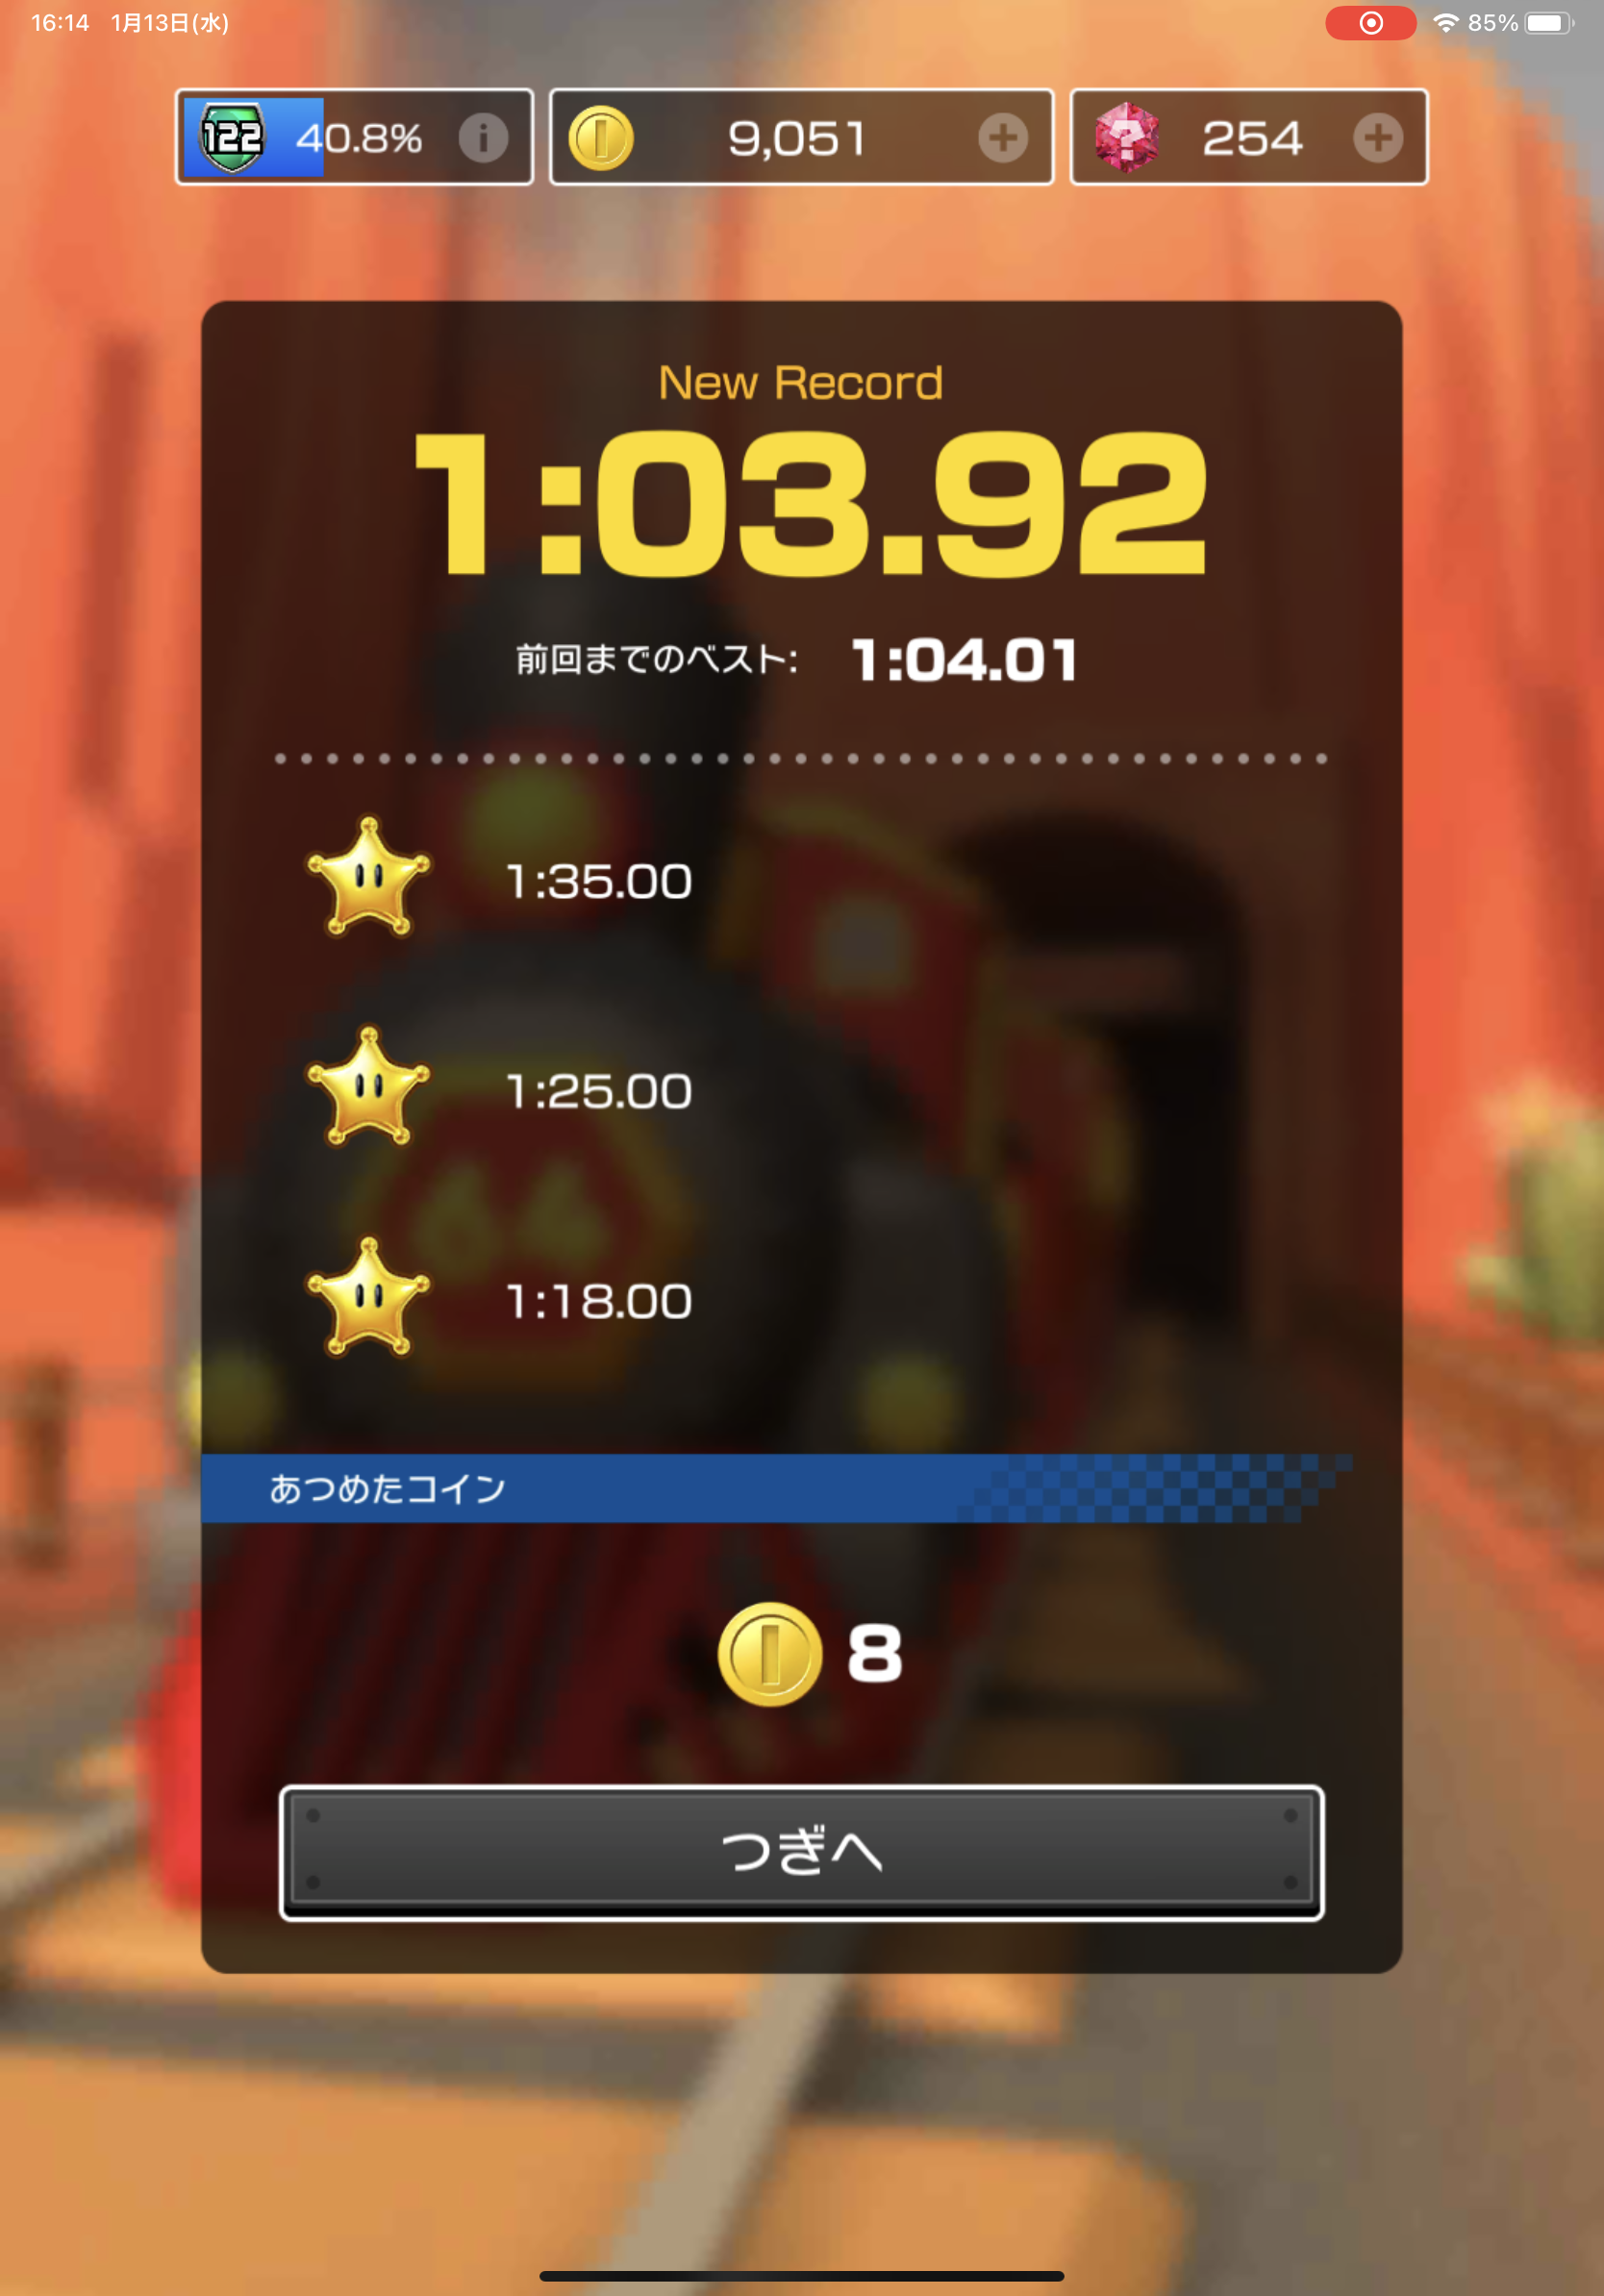 16:14 1月13日(水) 85%
122 40.8% i 9,051 + ? 254 +
New Record
1:03.92
前回までのベスト: 1:04.01
1:35.00
1:25.00
1:18.00
64
あつめたコイン
8
つぎへ